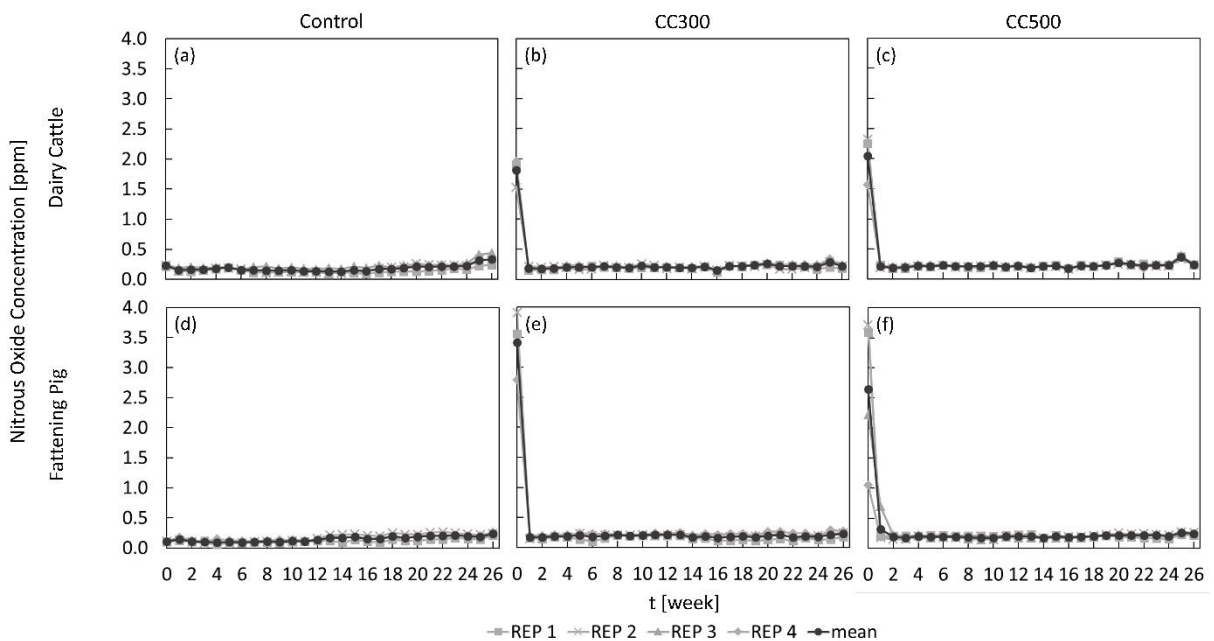 Control CC300 CC500
Nitrous Oxide Concentration [ppm]
Dairy Cattle
4.0
3.5
3.0
2.5
2.0
1.5
1.0
0.5
0.0
(a) (b) (c)
Fattening Pig
4.0
3.5
3.0
2.5
2.0
1.5
1.0
0.5
0.0
(d) (e) (f)
0 2 4 6 8 10 12 14 16 18 20 22 24 26 0 2 4 6 8 10 12 14 16 18 20 22 24 26 0 2 4 6 8 10 12 14 16 18 20 22 24 26
t [week]
REP 1 REP 2 REP 3 REP 4 mean